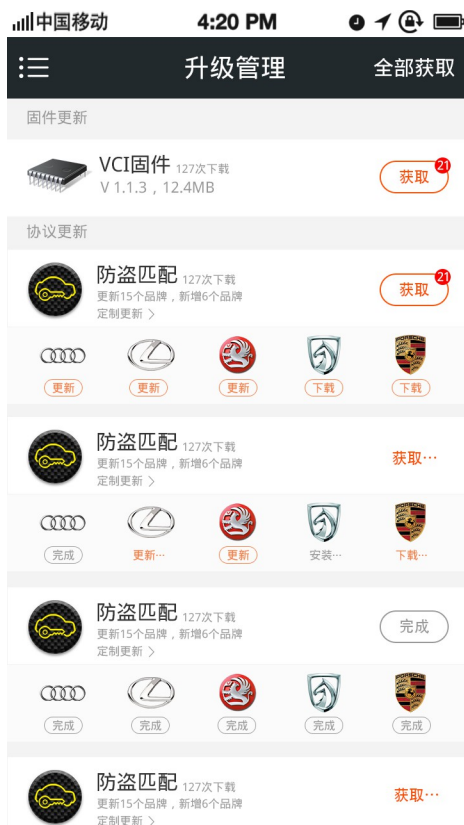 中国移动 4:20 PM
升级管理 全部获取
固件更新
VCI固件 127次下载
V 1.1.3 , 12.4MB
获取 21
协议更新
防盗匹配 127次下载
更新15个品牌，新增6个品牌
定制更新 >
获取 21
PORSCHE
更新 更新 更新 下载 下载
防盗匹配 127次下载
更新15个品牌，新增6个品牌
定制更新 >
获取…
PORSCHE
完成 更新… 更新 安装… 下载…
防盗匹配 127次下载
更新15个品牌，新增6个品牌
定制更新 >
完成
PORSCHE
完成 完成 完成 完成 完成
防盗匹配 127次下载
更新15个品牌，新增6个品牌
定制更新 >
获取…